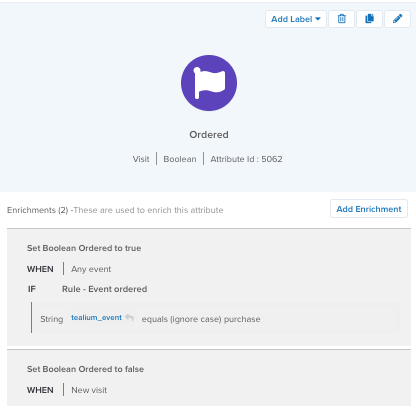 Add Label
Ordered
Visit | Boolean | Attribute Id : 5062
Enrichments (2) -These are used to enrich this attribute
Add Enrichment
Set Boolean Ordered to true
WHEN | Any event
IF Rule - Event ordered
String tealium_event equals (ignore case) purchase
Set Boolean Ordered to false
WHEN | New visit